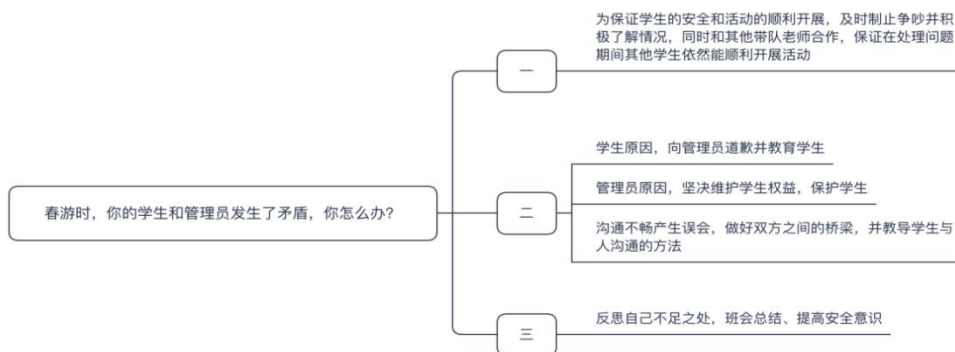 春游时，你的学生和管理员发生了矛盾，你怎么办？
一
为保证学生的安全和活动的顺利开展，及时制止争吵并积
极了解情况，同时和其他带队老师合作，保证在处理问题
期间其他学生依然能顺利开展活动
二
学生原因，向管理员道歉并教育学生
管理员原因，坚决维护学生权益，保护学生
沟通不畅产生误会，做好双方之间的桥梁，并教导学生与
人沟通的方法
三
反思自己不足之处，班会总结、提高安全意识